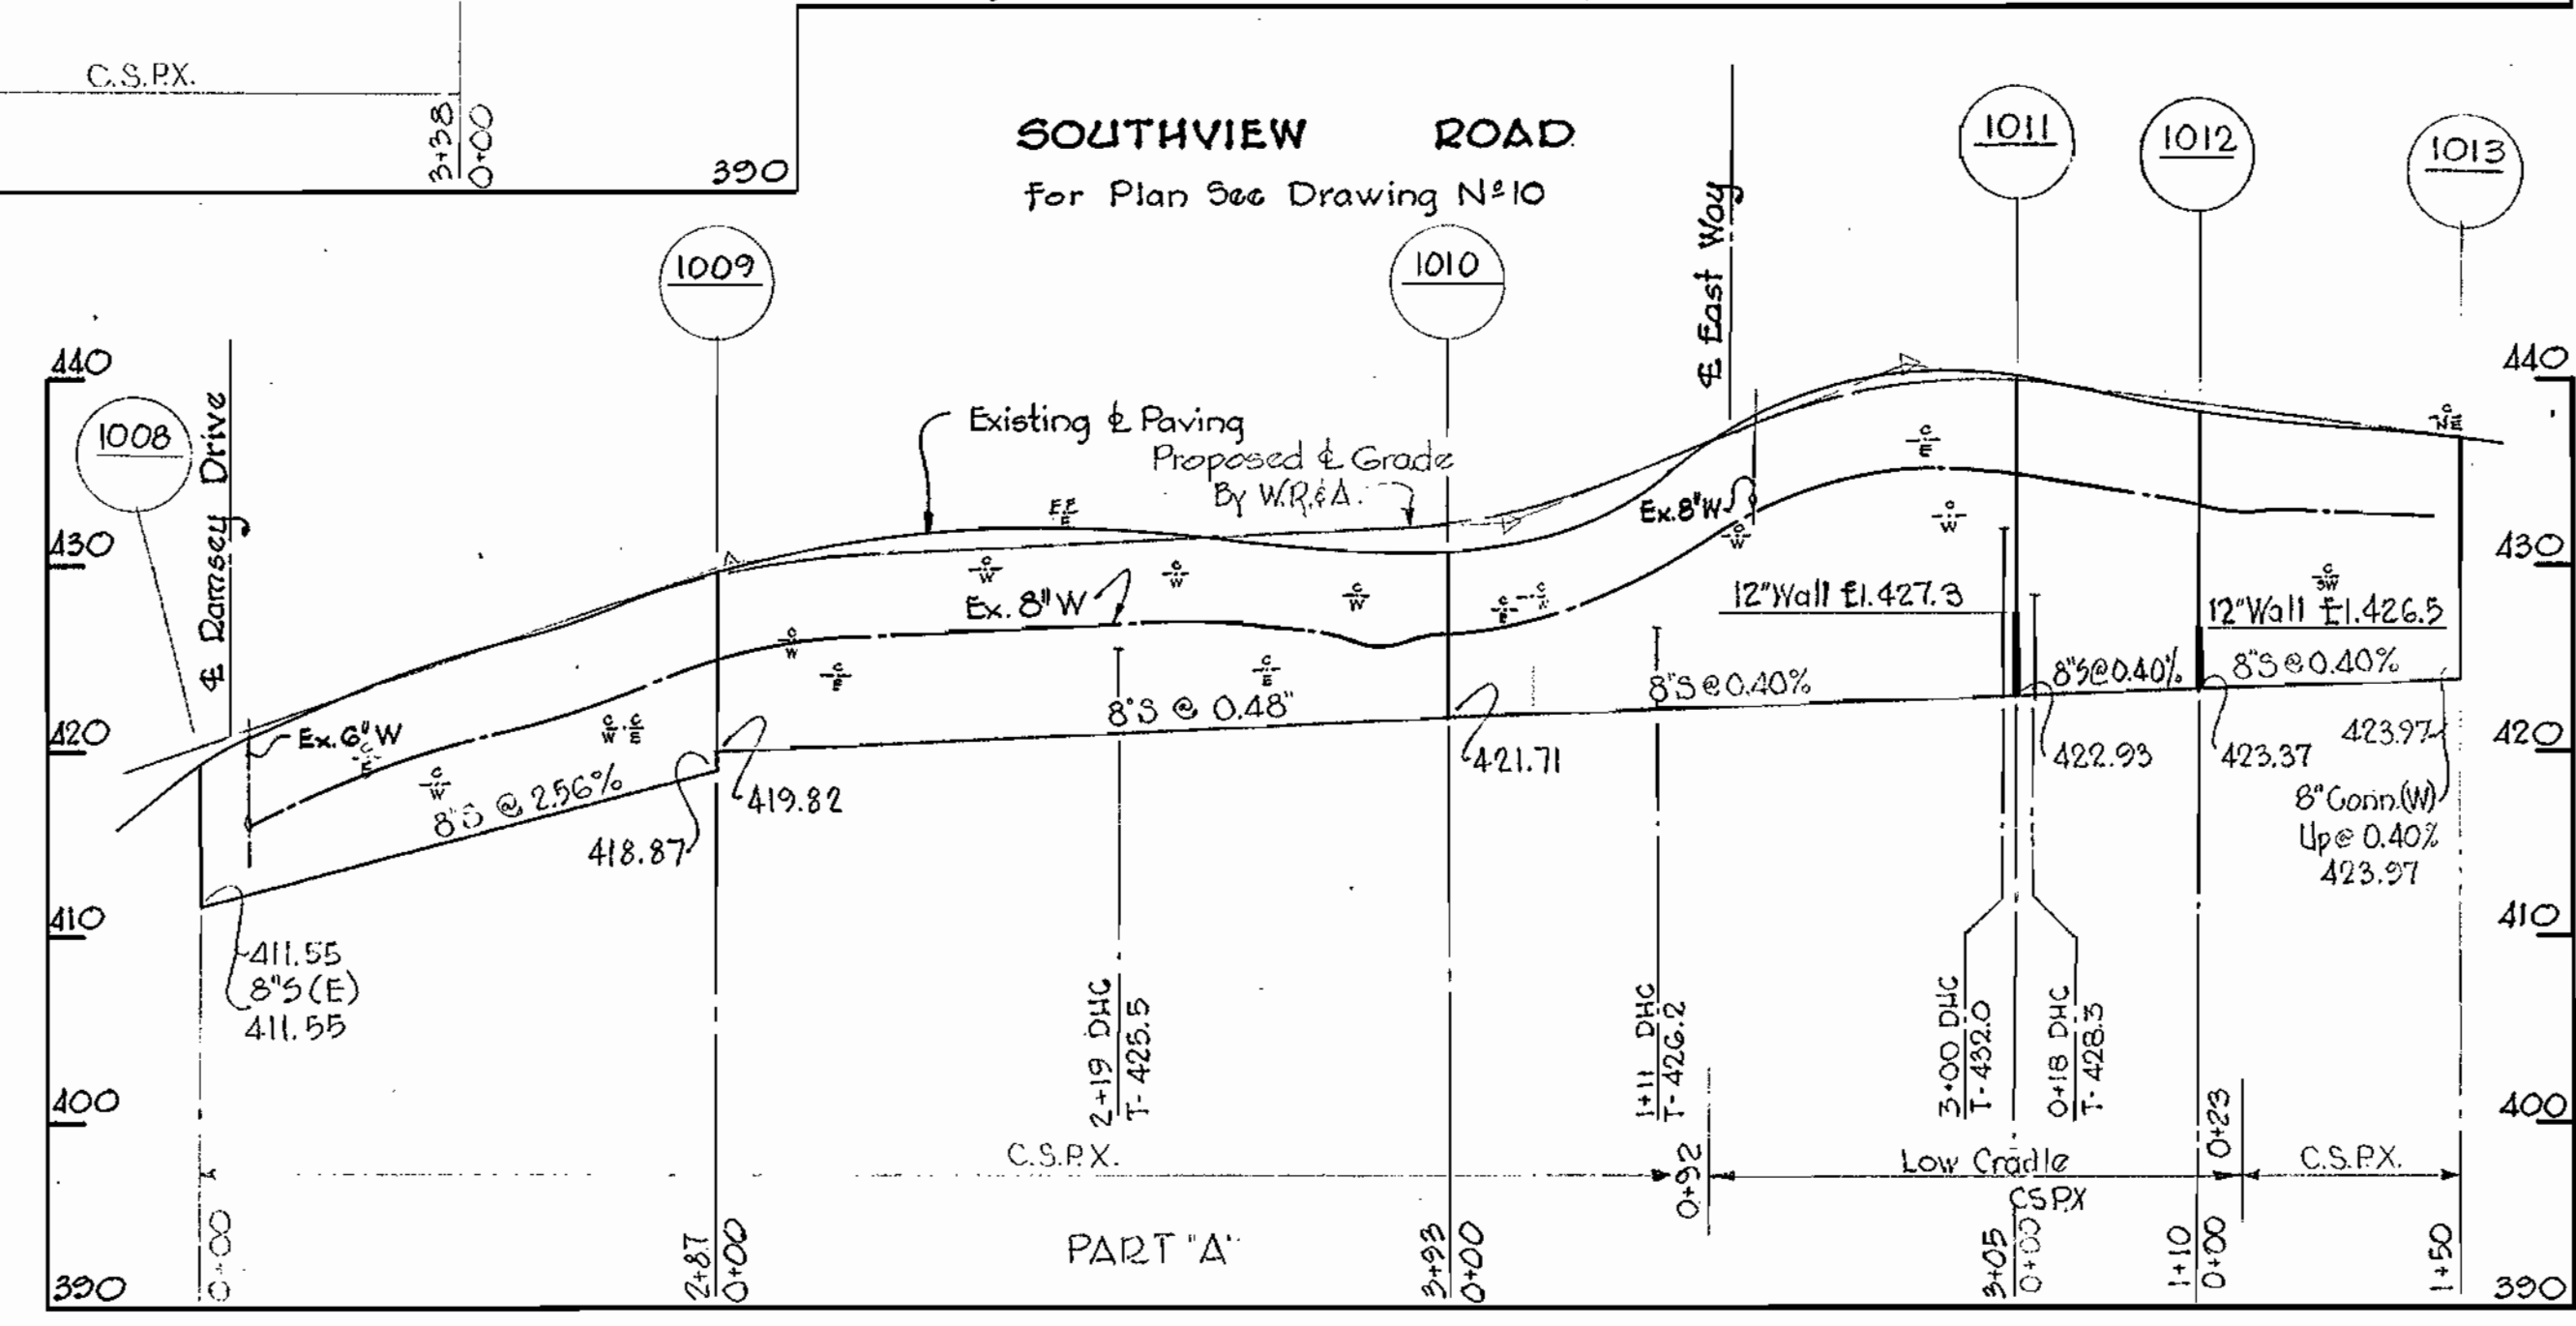 C.S.P.X.
3+38
0+00
390
SOUTHVIEW ROAD
For Plan See Drawing Nº10
1008
1009
1010
1011
1012
1013
℄ Ramsey Drive
℄ East Way
440
430
420
410
400
390
440
430
420
410
400
390
Existing ℄ Paving
Proposed ℄ Grade
By W.R.&A.
Ex. 6"W
Ex. 8"W
Ex. 8"W
C/E
C/W
C/W · C/E
C/W
C/E
C/W
E.P./E
C/W
C/E
C/W
C/E
C/W
C/W
C/E
C/W
C/SW
C/NE
8"S @ 2.56%
8"S @ 0.48"
8"S @ 0.40%
8"S@0.40%
8"S@0.40%
12"Wall El. 427.3
12"Wall El. 426.5
411.55
8"S (E)
411.55
418.87
419.82
421.71
422.93
423.37
423.97
8"Conn.(W)
Up@ 0.40%
423.97
2+19 DHC
T- 425.5
1+11 DHC
T- 426.2
3+00 DHC
T- 432.0
0+18 DHC
T- 428.3
C.S.P.X.
0+92
Low Cradle
CSPX
0+23
C.S.P.X.
PART "A"
0+00
2+87
0+00
3+93
0+00
3+05
0+00
1+10
0+00
1+50